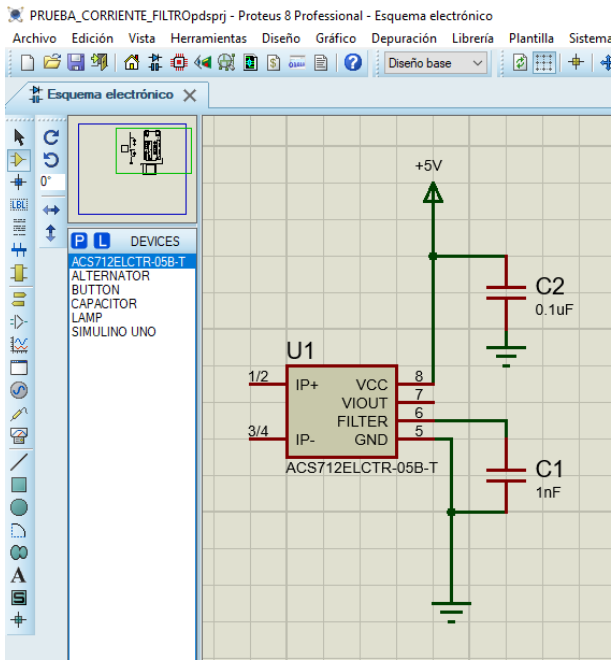 PRUEBA_CORRIENTE_FILTROpdsprj - Proteus 8 Professional - Esquema electrónico
Archivo Edición Vista Herramientas Diseño Gráfico Depuración Librería Plantilla Sistema
Diseño base
Esquema electrónico
0°
LBL
P L DEVICES
ACS712ELCTR-05B-T
ALTERNATOR
BUTTON
CAPACITOR
LAMP
SIMULINO UNO
A
S
+5V
C2
0.1uF
U1
1/2 IP+ VCC 8
VIOUT 7
FILTER 6
3/4 IP- GND 5
ACS712ELCTR-05B-T
C1
1nF